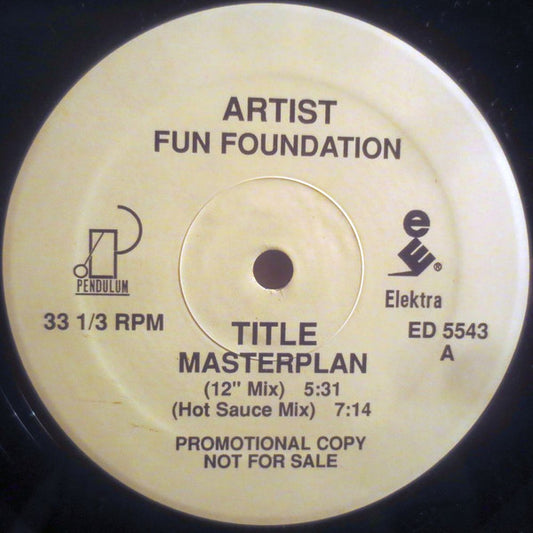 ARTIST
FUN FOUNDATION
PENDULUM
e
E®
Elektra
33 1/3 RPM
ED 5543
A
TITLE
MASTERPLAN
(12" Mix) 5:31
(Hot Sauce Mix) 7:14
PROMOTIONAL COPY
NOT FOR SALE